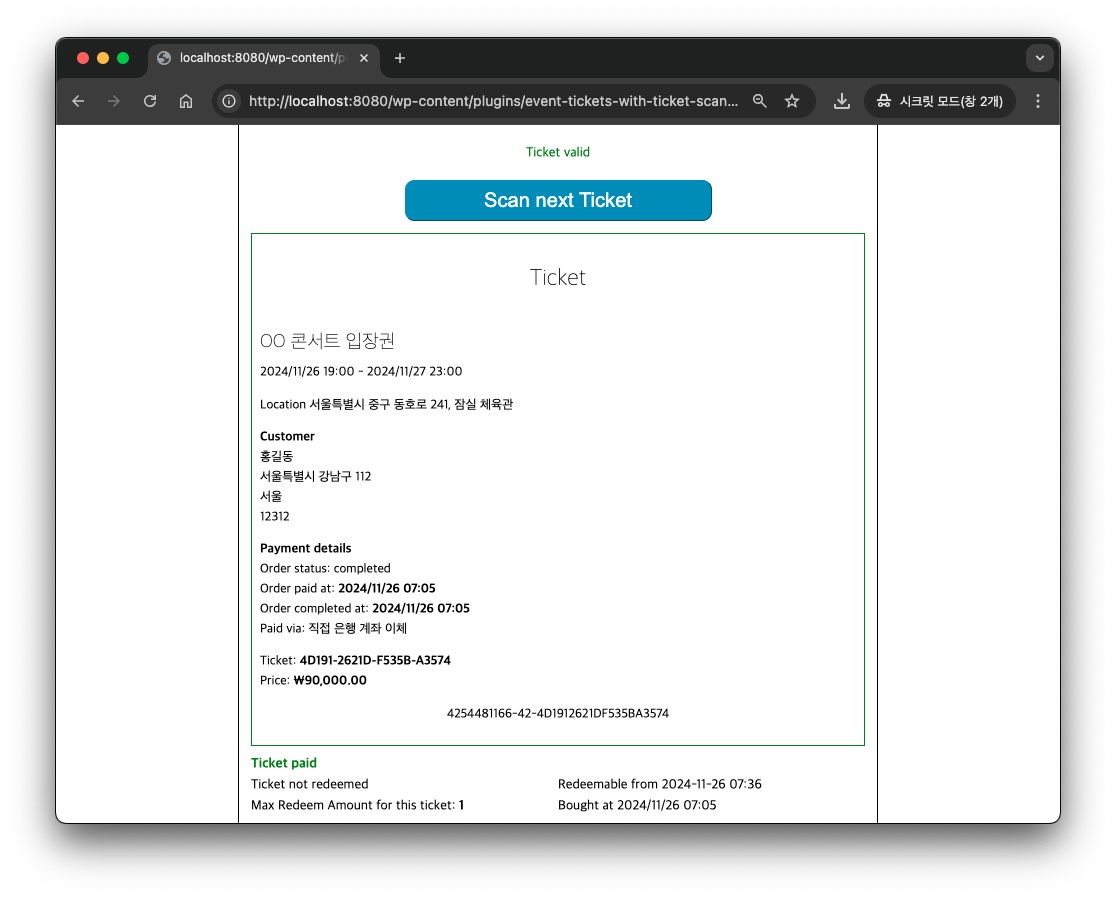 localhost:8080/wp-content/pl
http://localhost:8080/wp-content/plugins/event-tickets-with-ticket-scan...
시크릿 모드(창 2개)
Ticket valid
Scan next Ticket
Ticket
OO 콘서트 입장권
2024/11/26 19:00 - 2024/11/27 23:00
Location 서울특별시 중구 동호로 241, 잠실 체육관
Customer
홍길동
서울특별시 강남구 112
서울
12312
Payment details
Order status: completed
Order paid at: 2024/11/26 07:05
Order completed at: 2024/11/26 07:05
Paid via: 직접 은행 계좌 이체
Ticket: 4D191-2621D-F535B-A3574
Price: ₩90,000.00
4254481166-42-4D1912621DF535BA3574
Ticket paid
Ticket not redeemed
Redeemable from 2024-11-26 07:36
Max Redeem Amount for this ticket: 1
Bought at 2024/11/26 07:05